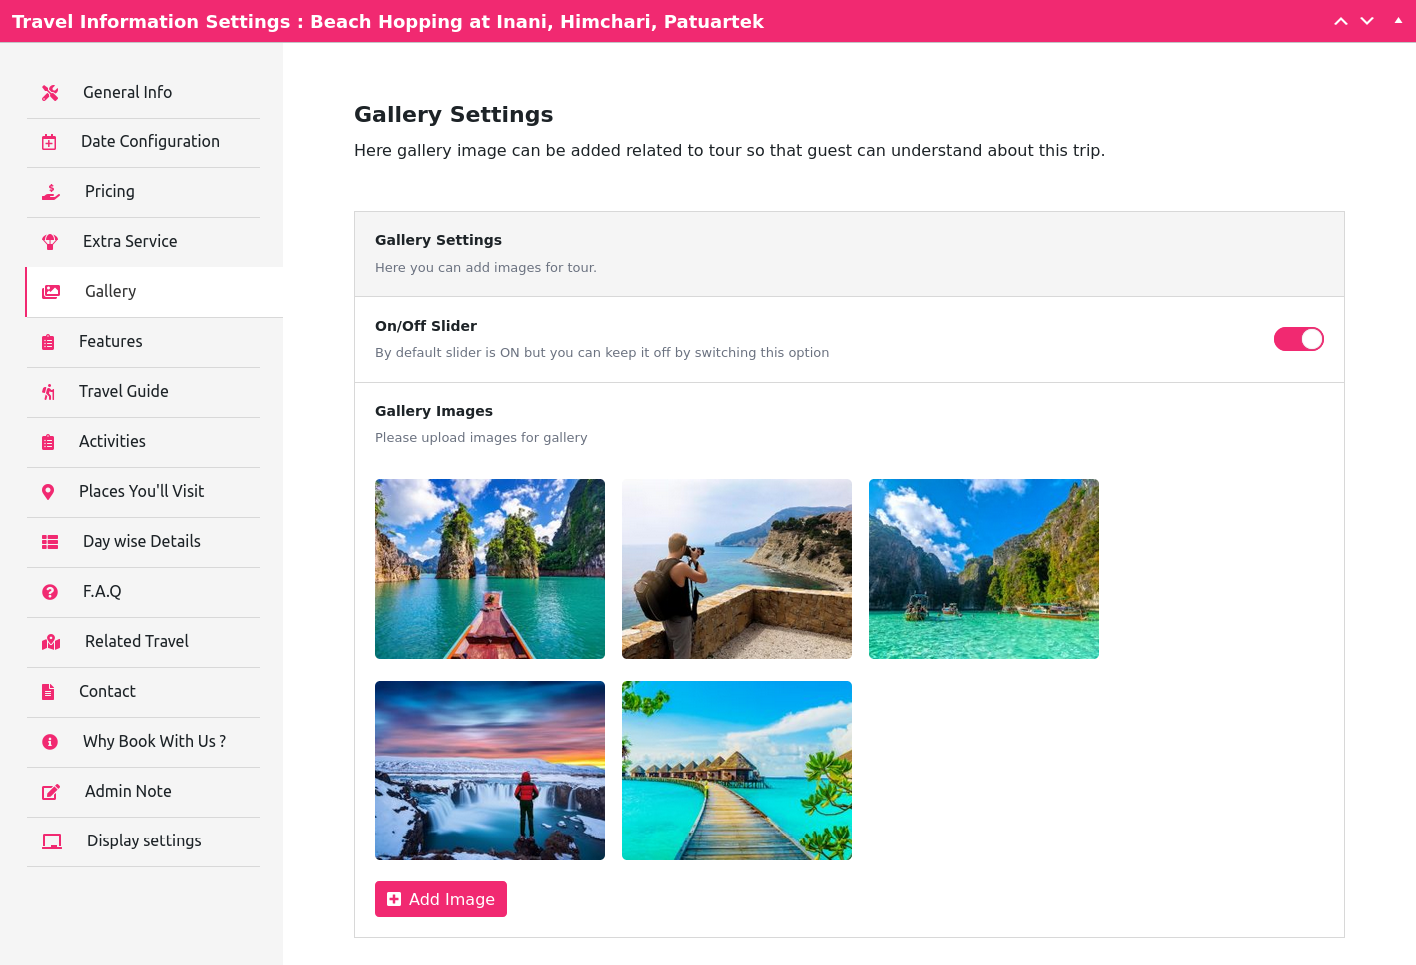 Travel Information Settings : Beach Hopping at Inani, Himchari, Patuartek
General Info
Date Configuration
Pricing
Extra Service
Gallery
Features
Travel Guide
Activities
Places You'll Visit
Day wise Details
F.A.Q
Related Travel
Contact
Why Book With Us ?
Admin Note
Display settings
Gallery Settings
Here gallery image can be added related to tour so that guest can understand about this trip.
Gallery Settings
Here you can add images for tour.
On/Off Slider
By default slider is ON but you can keep it off by switching this option
Gallery Images
Please upload images for gallery
Add Image